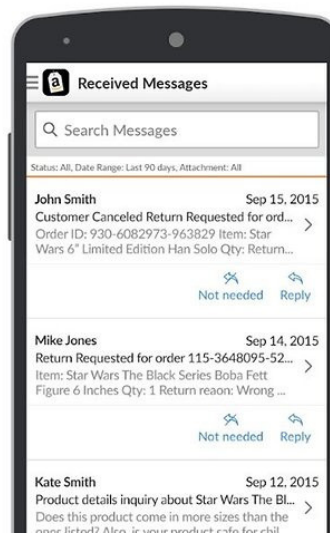 a
Received Messages
Search Messages
Status: All, Date Range: Last 90 days, Attachment: All
John Smith Sep 15, 2015
Customer Canceled Return Requested for ord...
Order ID: 930-6082973-963829 Item: Star
Wars 6" Limited Edition Han Solo Qty: Return...
Not needed Reply
Mike Jones Sep 14, 2015
Return Requested for order 115-3648095-52...
Item: Star Wars The Black Series Boba Fett
Figure 6 Inches Qty: 1 Return reaon: Wrong ...
Not needed Reply
Kate Smith Sep 12, 2015
Product details inquiry about Star Wars The Bl...
Does this product come in more sizes than the
ones listed? Also, is your product safe for chil